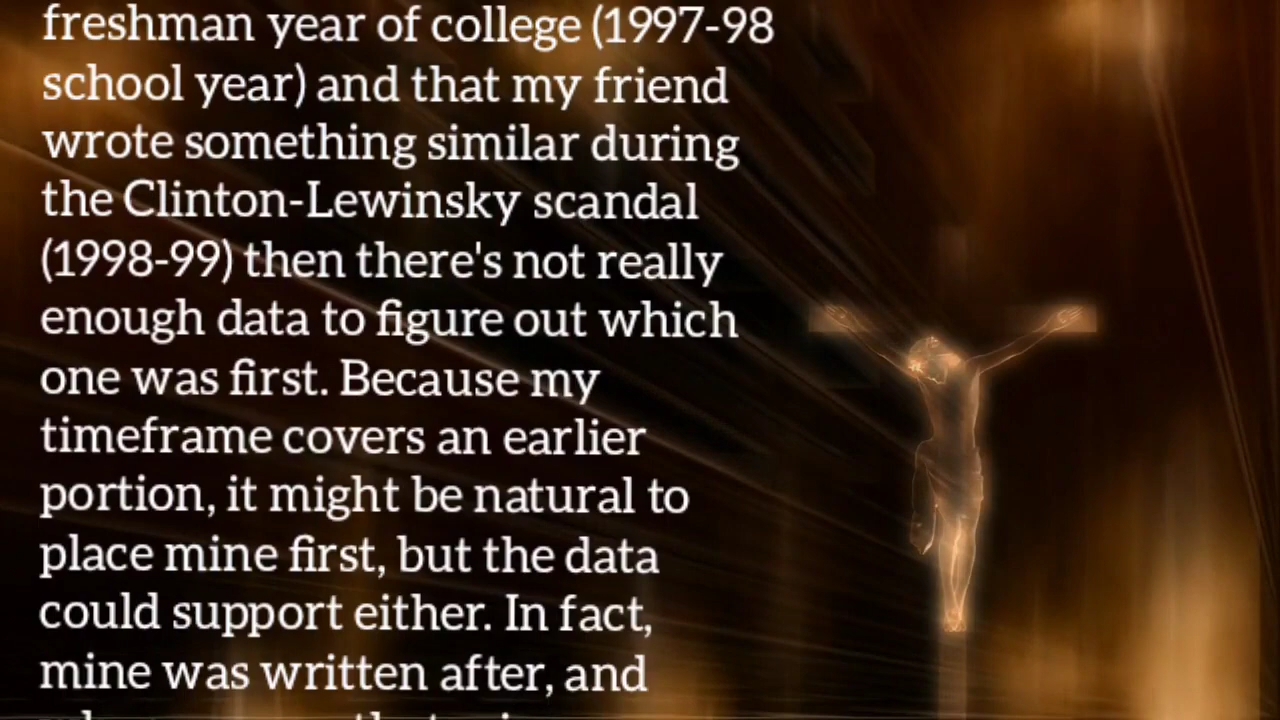 freshman year of college (1997-98
school year) and that my friend
wrote something similar during
the Clinton-Lewinsky scandal
(1998-99) then there's not really
enough data to figure out which
one was first. Because my
timeframe covers an earlier
portion, it might be natural to
place mine first, but the data
could support either. In fact,
mine was written after, and